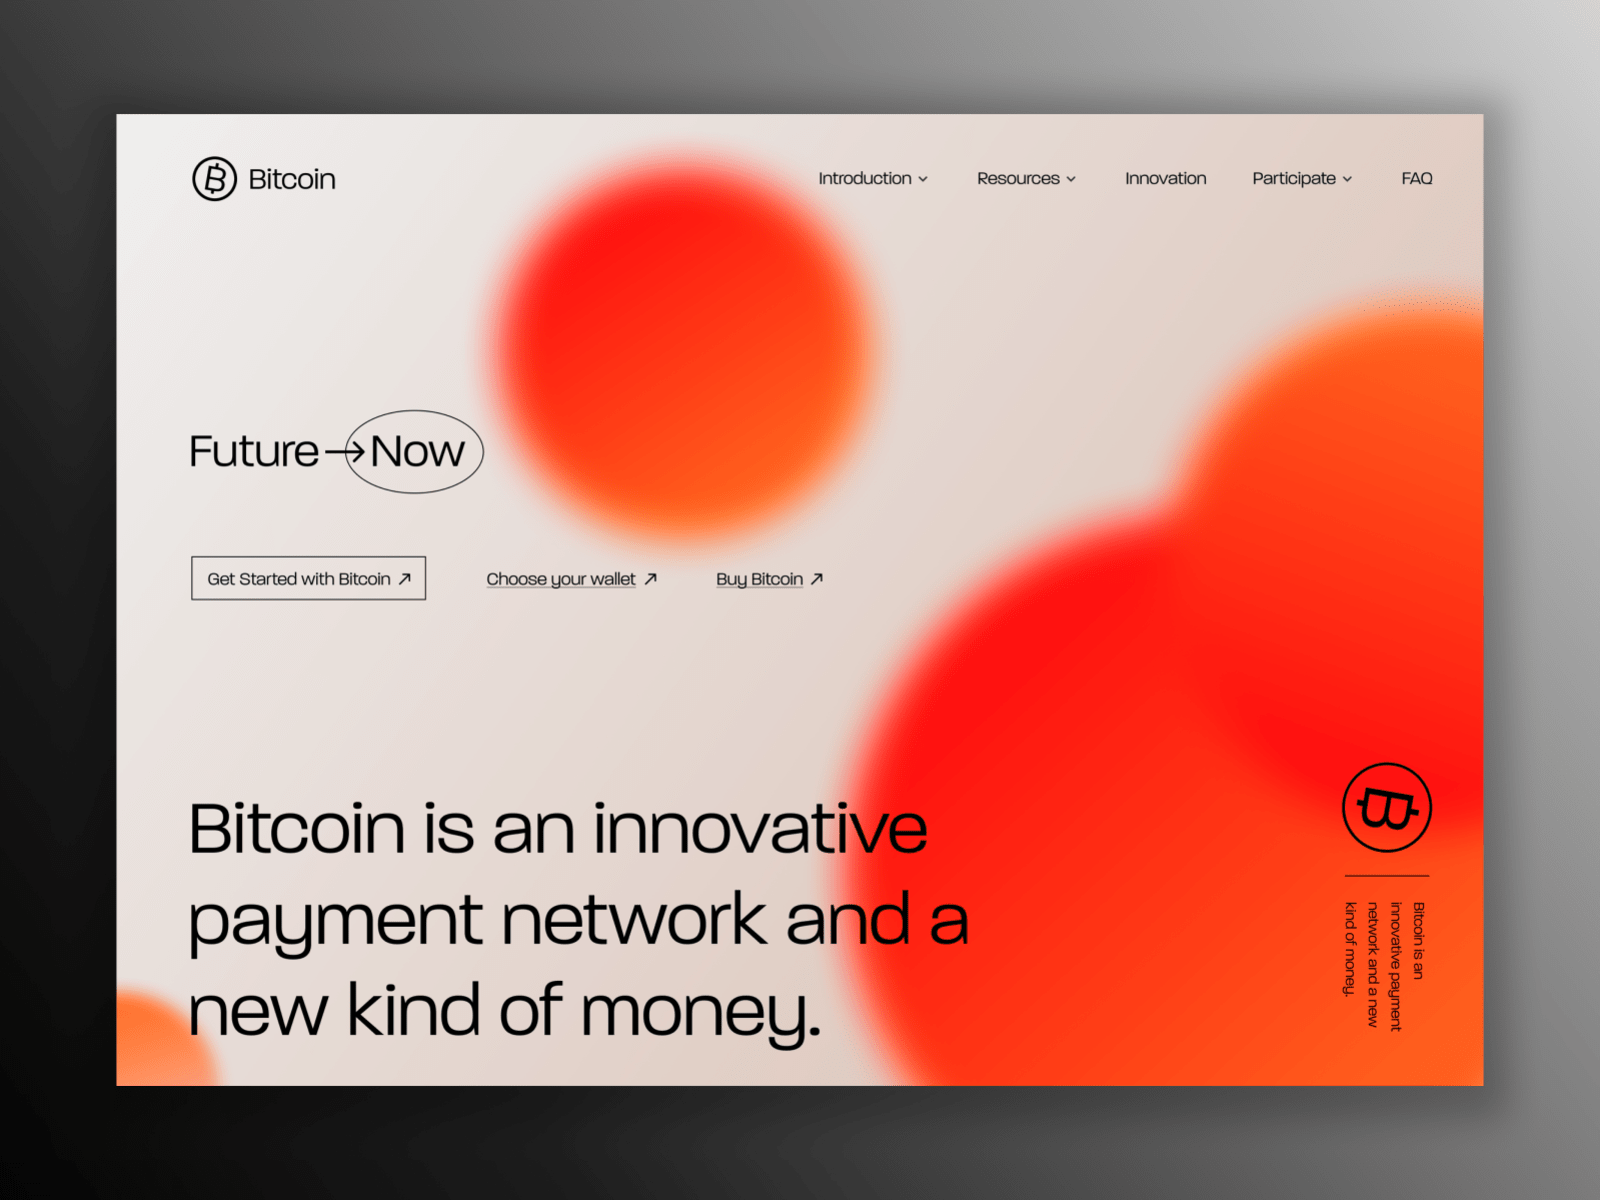 Bitcoin
Introduction
Resources
Innovation
Participate
FAQ
Future → Now
Get Started with Bitcoin ↗
Choose your wallet ↗
Buy Bitcoin ↗
Bitcoin is an innovative
payment network and a
new kind of money.
Bitcoin is an
innovative payment
network and a new
kind of money.